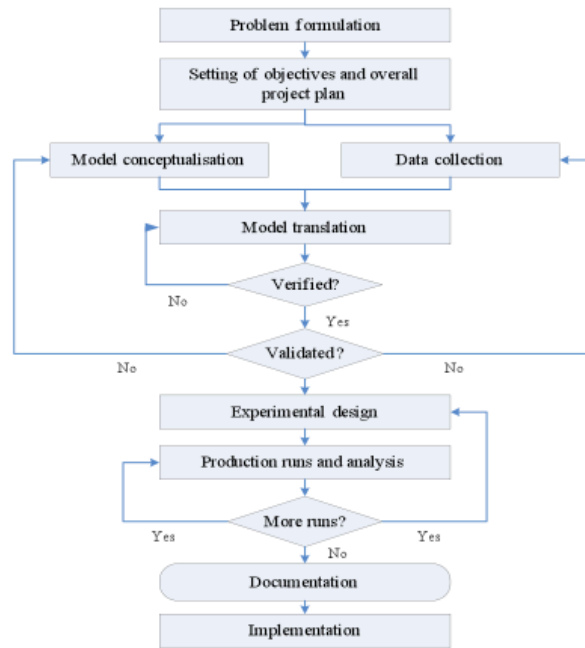 Problem formulation
Setting of objectives and overall
project plan
Model conceptualisation
Data collection
Model translation
Verified?
No
Yes
Validated?
No
No
Experimental design
Production runs and analysis
More runs?
Yes
Yes
No
Documentation
Implementation